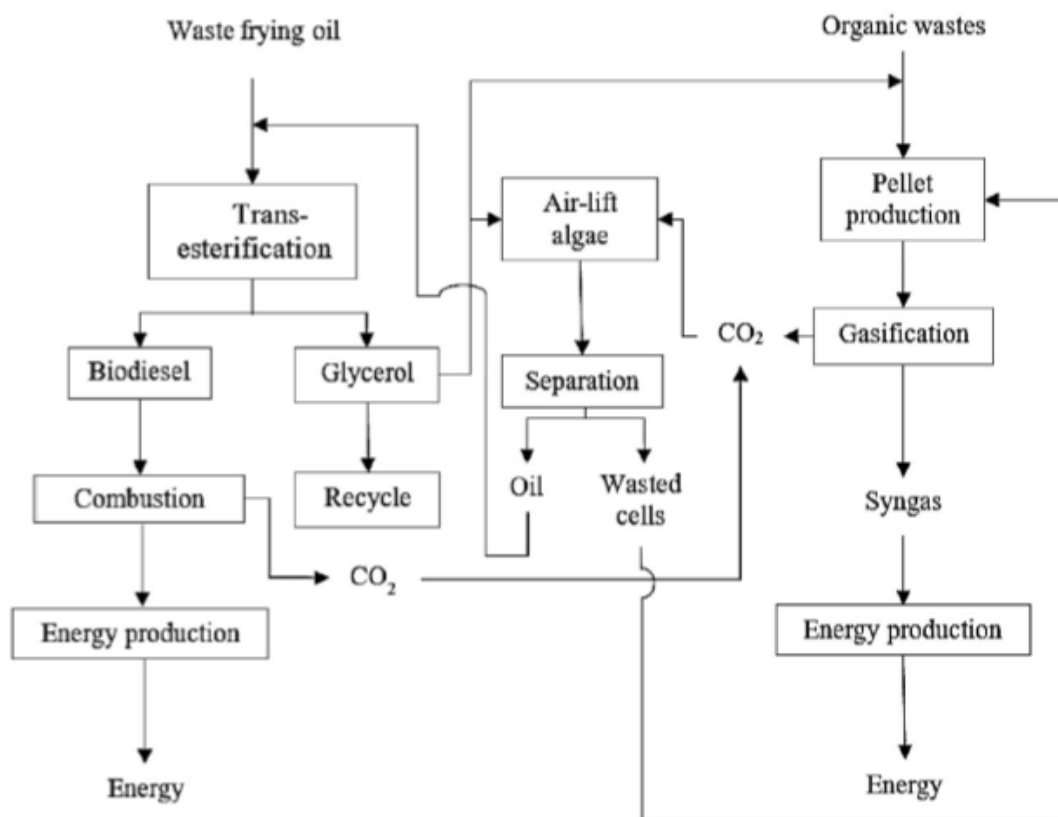 Waste frying oil
Organic wastes
Trans-
esterification
Air-lift
algae
Pellet
production
Biodiesel
Glycerol
Separation
CO₂
Gasification
Combustion
Recycle
Oil
Wasted
cells
Syngas
CO₂
Energy production
Energy production
Energy
Energy